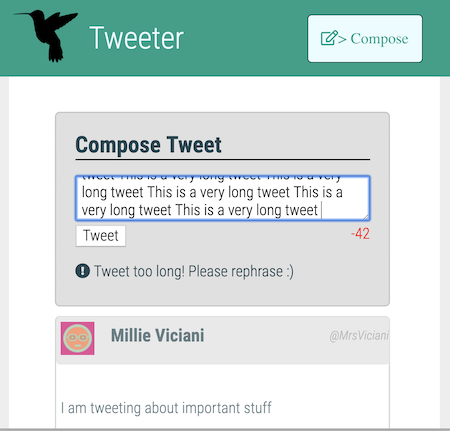 Tweeter
> Compose
Compose Tweet
tweet This is a very long tweet This is a very
long tweet This is a very long tweet This is a
very long tweet This is a very long tweet
Tweet
-42
Tweet too long! Please rephrase :)
Millie Viciani
@MrsViciani
I am tweeting about important stuff